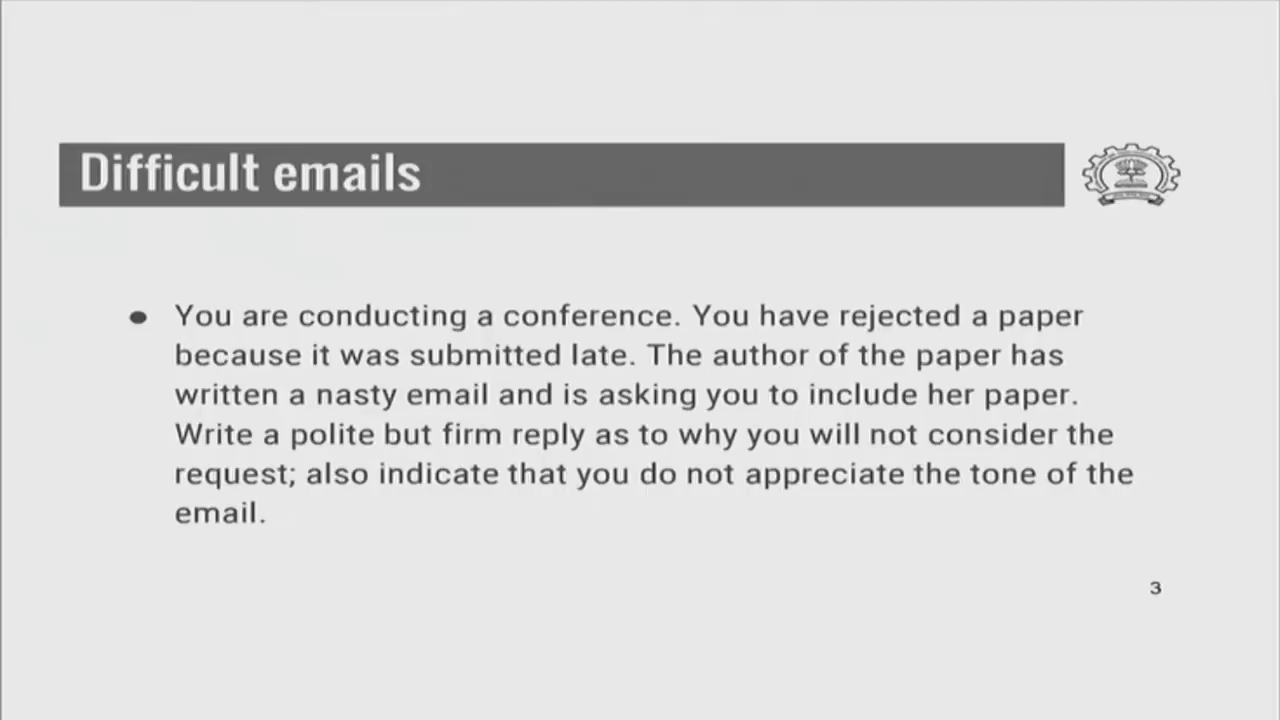 Difficult emails
● You are conducting a conference. You have rejected a paper
because it was submitted late. The author of the paper has
written a nasty email and is asking you to include her paper.
Write a polite but firm reply as to why you will not consider the
request; also indicate that you do not appreciate the tone of the
email.
3